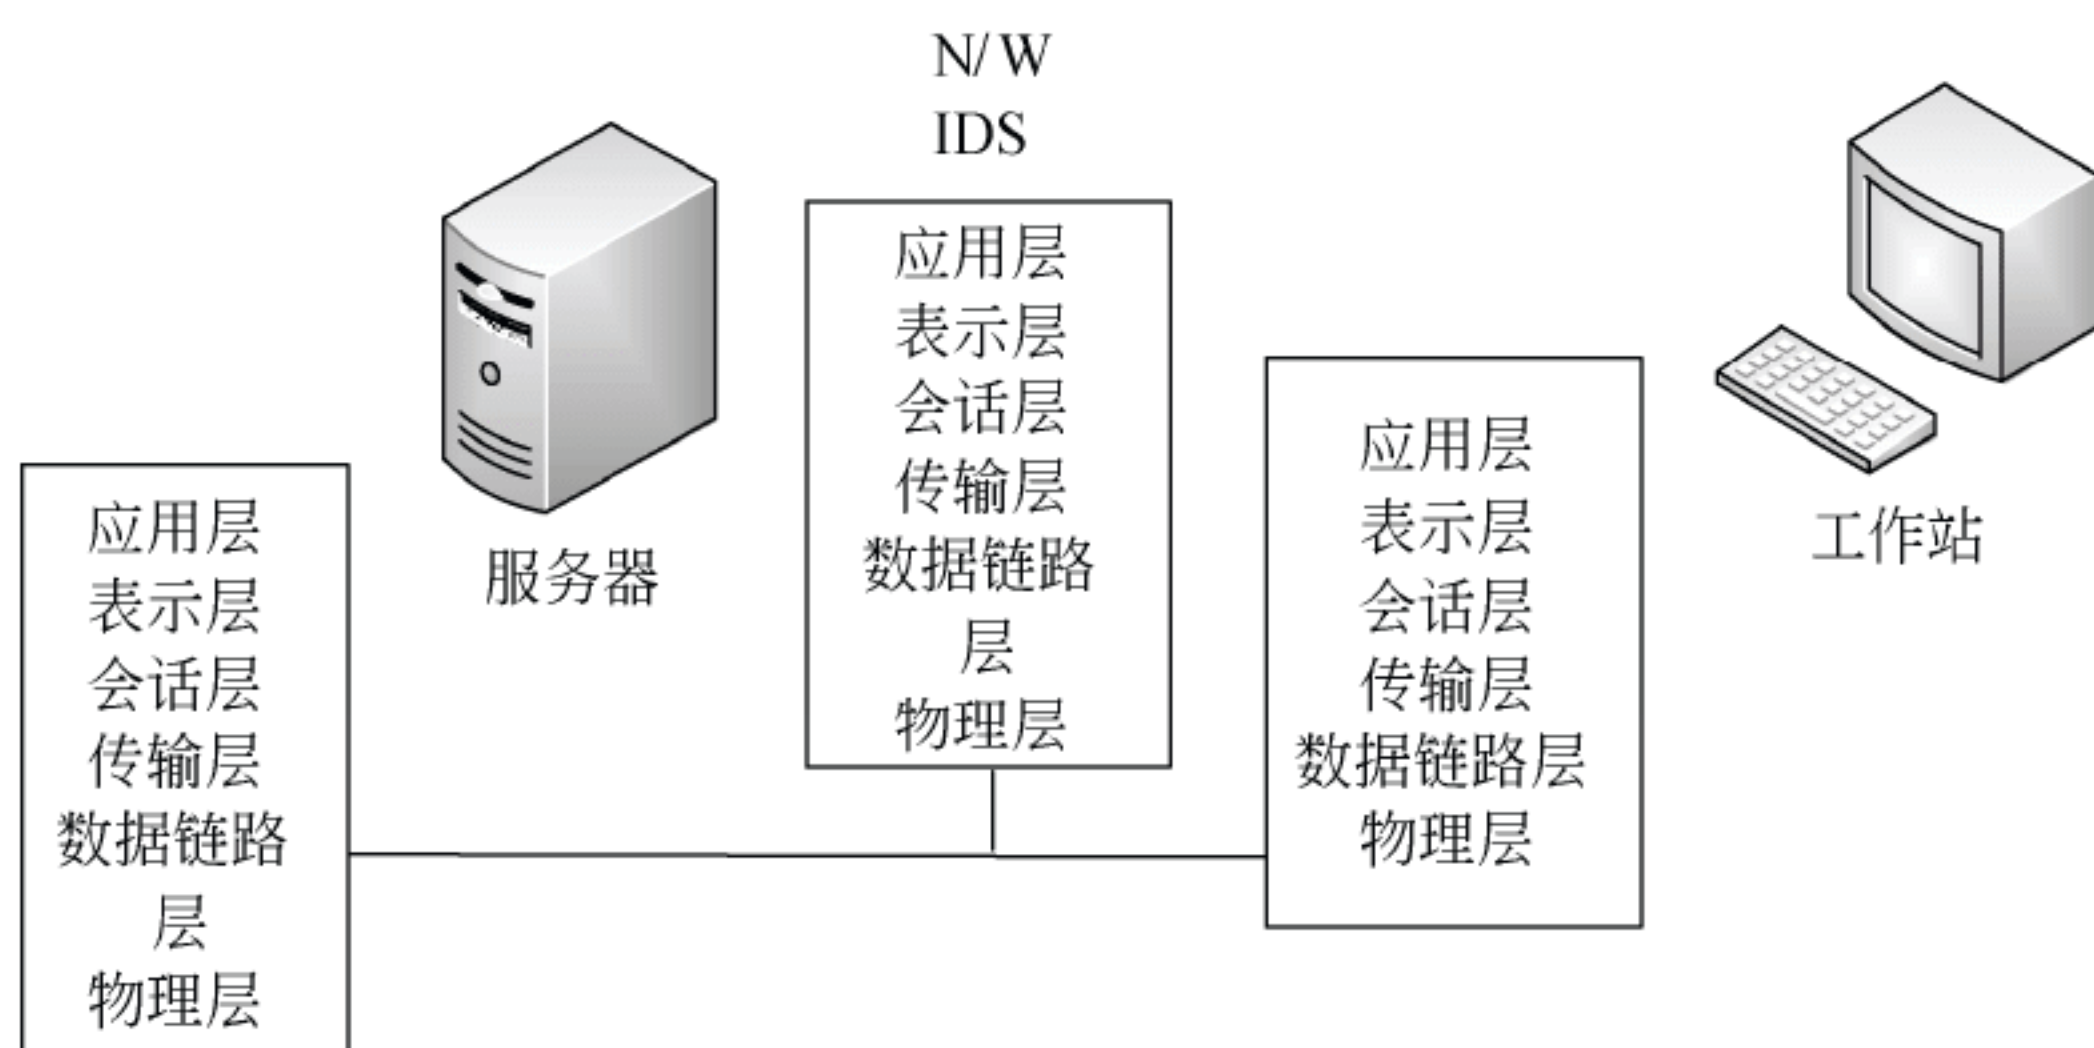 N/W
IDS
应用层
表示层
会话层
传输层
数据链路
层
物理层
服务器
应用层
表示层
会话层
传输层
数据链路
层
物理层
应用层
表示层
会话层
传输层
数据链路层
物理层
工作站